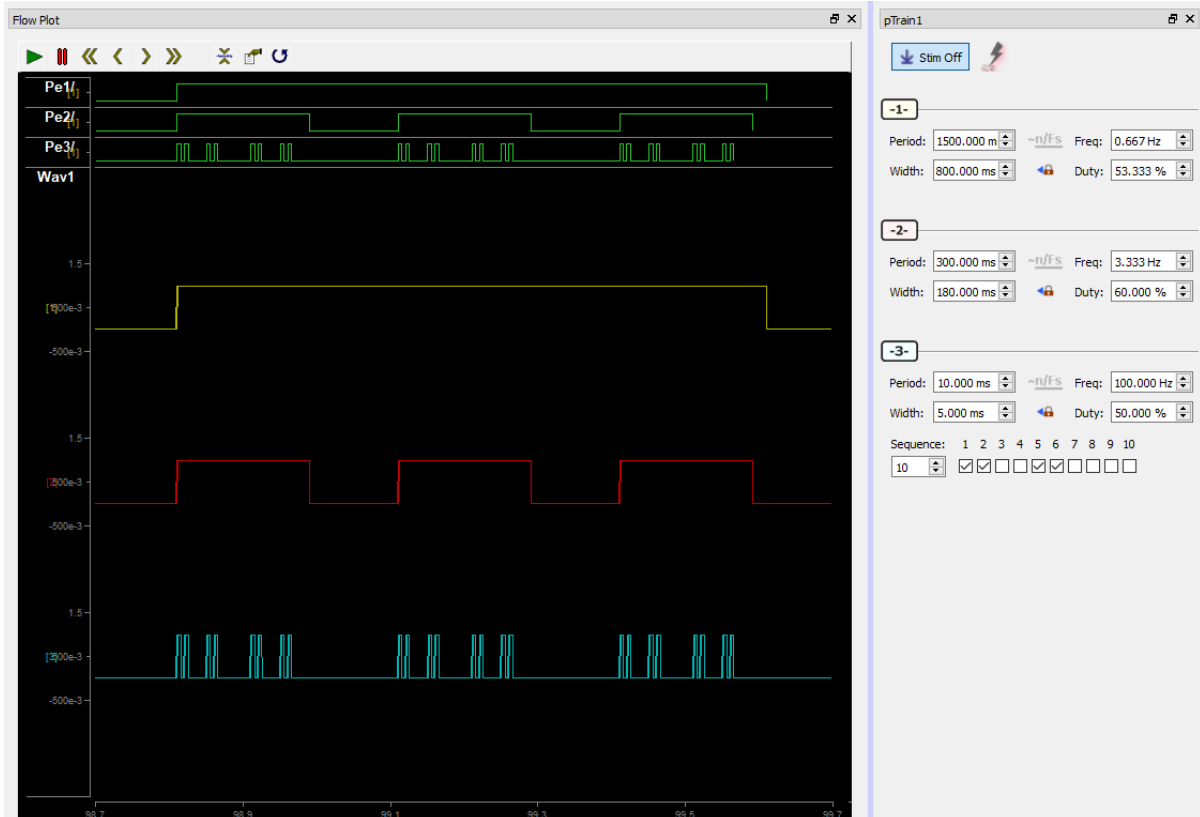 Flow Plot
Pe1/
[1]
Pe2/
[1]
Pe3/
[1]
Wav1
1.5
-500e-3
1.5
-500e-3
1.5
-500e-3
98.7 98.9 99.1 99.3 99.5 99.7
pTrain1
Stim Off
-1-
Period: 1500.000 m ~n/Fs Freq: 0.667 Hz
Width: 800.000 ms Duty: 53.333 %
-2-
Period: 300.000 ms ~n/Fs Freq: 3.333 Hz
Width: 180.000 ms Duty: 60.000 %
-3-
Period: 10.000 ms ~n/Fs Freq: 100.000 Hz
Width: 5.000 ms Duty: 50.000 %
Sequence: 1 2 3 4 5 6 7 8 9 10
10